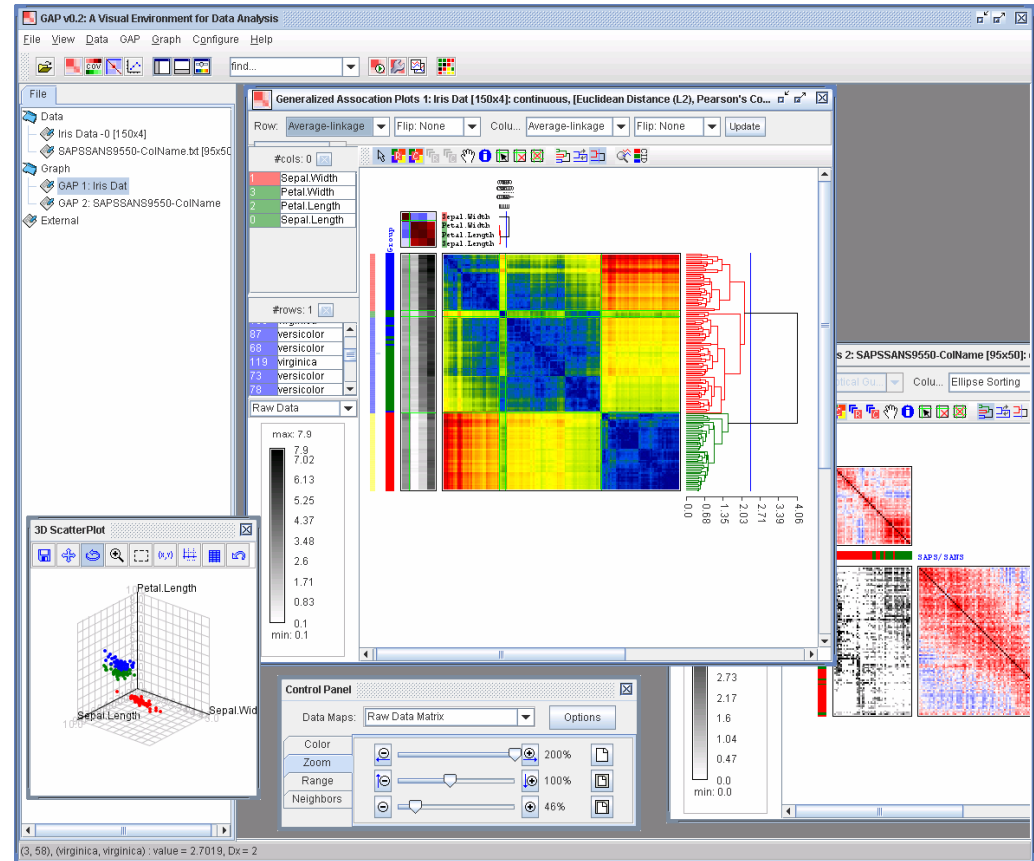 GAP v0.2: A Visual Environment for Data Analysis
File View Data GAP Graph Configure Help
find...
File
Data
Iris Data -0 [150x4]
SAPSSANS9550-ColName.txt [95x50
Graph
GAP 1: Iris Dat
GAP 2: SAPSSANS9550-ColName
External
Generalized Assocation Plots 1: Iris Dat [150x4]: continuous, [Euclidean Distance (L2), Pearson's Co...
Row: Average-linkage Flip: None Colu... Average-linkage Flip: None Update
#cols: 0
1 Sepal.Width
3 Petal.Width
2 Petal.Length
0 Sepal.Length
#rows: 1
virginica
87 versicolor
68 versicolor
119 virginica
73 versicolor
78 versicolor
Raw Data
max: 7.9
7.9
7.02
6.13
5.25
4.37
3.48
2.6
1.71
0.83
0.1
min: 0.1
Group
Sepal.Width
Petal.Width
Petal.Length
Sepal.Length
0.0 0.68 1.35 2.03 2.71 3.39 4.06
s 2: SAPSSANS9550-ColName [95x50]:
Colu... Ellipse Sorting
SAPS/SANS
2.73
2.17
1.6
1.04
0.47
0.0
min: 0.0
3D ScatterPlot
(x,y)
Petal.Length
Sepal.Length
Sepal.Wid
Control Panel
Data Maps: Raw Data Matrix Options
Color
Zoom
Range
Neighbors
200%
100%
46%
(3, 58), (virginica, virginica) : value = 2.7019, Dx = 2